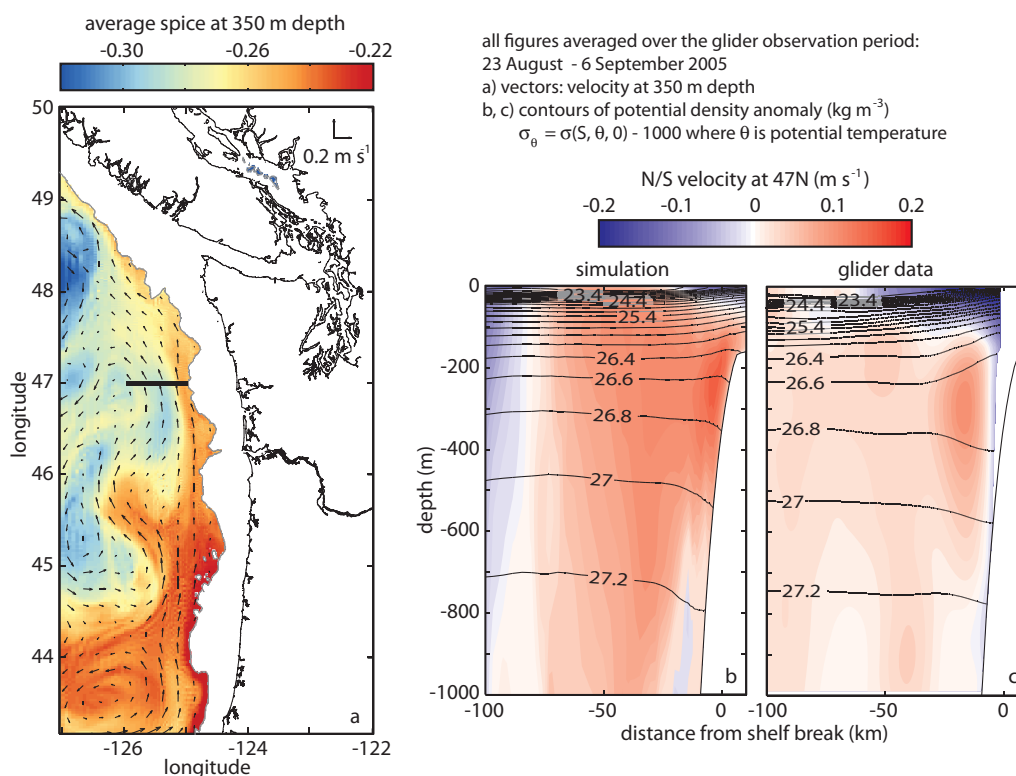 average spice at 350 m depth
-0.30 -0.26 -0.22
50
0.2 m s⁻¹
49
48
47
46
45
44
longitude
-126 -124 -122
longitude
a
all figures averaged over the glider observation period:
23 August - 6 September 2005
a) vectors: velocity at 350 m depth
b, c) contours of potential density anomaly (kg m⁻³)
σθ = σ(S, θ, 0) - 1000 where θ is potential temperature
N/S velocity at 47N (m s⁻¹)
-0.2 -0.1 0 0.1 0.2
simulation
glider data
0
-200
-400
-600
-800
-1000
depth (m)
23.4
24.4
25.4
26.4
26.6
26.8
27
27.2
b
-100 -50 0
23.4
24.4
25.4
26.4
26.6
26.8
27
27.2
c
-100 -50 0
distance from shelf break (km)